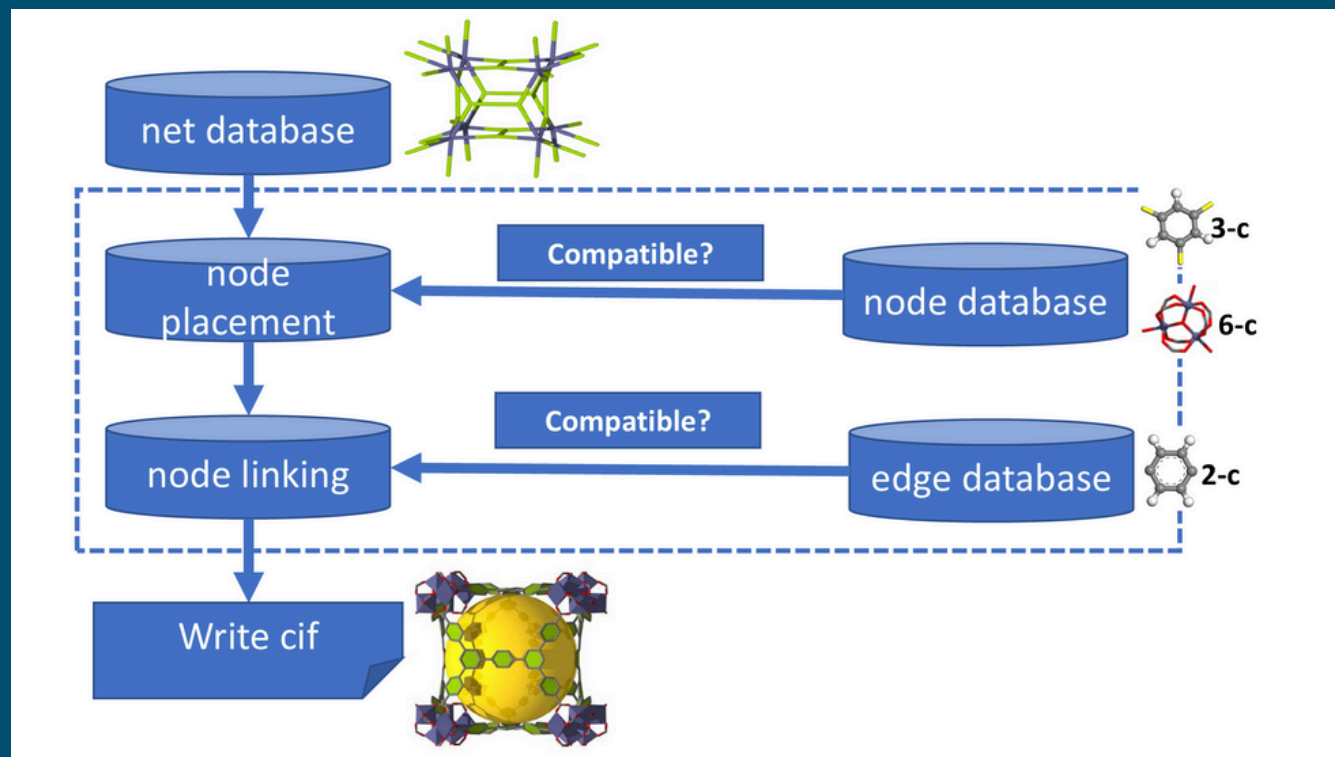 net database
node
placement
Compatible?
node database
3-c
6-c
node linking
Compatible?
edge database
2-c
Write cif